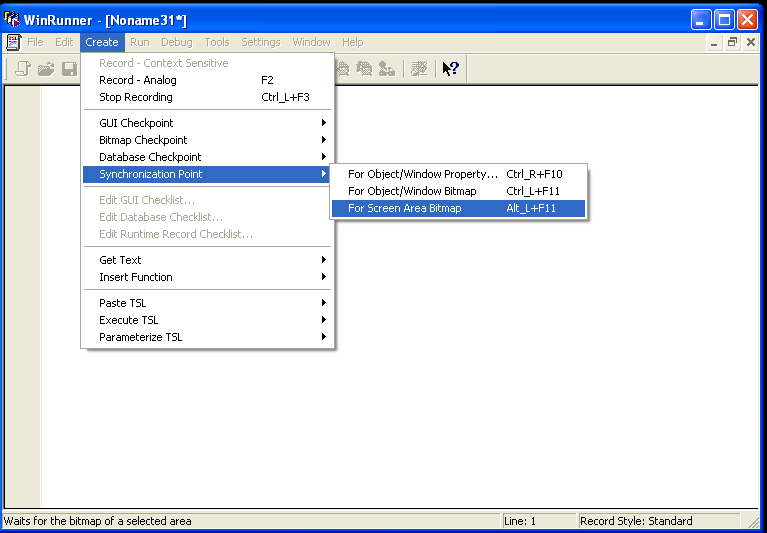 WinRunner - [Noname31*]
File Edit Create Run Debug Tools Settings Window Help
Record - Context Sensitive
Record - Analog F2
Stop Recording Ctrl_L+F3
GUI Checkpoint
Bitmap Checkpoint
Database Checkpoint
Synchronization Point
For Object/Window Property... Ctrl_R+F10
For Object/Window Bitmap Ctrl_L+F11
For Screen Area Bitmap Alt_L+F11
Edit GUI Checklist...
Edit Database Checklist...
Edit Runtime Record Checklist...
Get Text
Insert Function
Paste TSL
Execute TSL
Parameterize TSL
Waits for the bitmap of a selected area Line: 1 Record Style: Standard